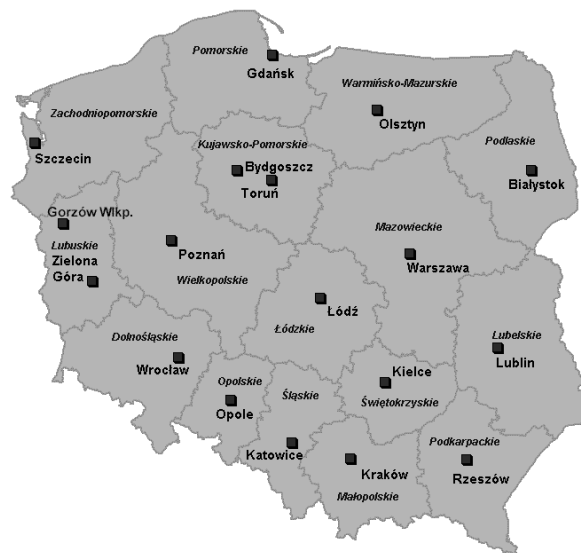 Pomorskie
Gdańsk
Warmińsko-Mazurskie
Olsztyn
Zachodniopomorskie
Szczecin
Kujawsko-Pomorskie
Bydgoszcz
Toruń
Podlaskie
Białystok
Gorzów Wlkp.
Lubuskie
Zielona
Góra
Poznań
Wielkopolskie
Mazowieckie
Warszawa
Łódź
Łódzkie
Dolnośląskie
Wrocław
Lubelskie
Lublin
Opolskie
Opole
Śląskie
Katowice
Kielce
Świętokrzyskie
Kraków
Małopolskie
Podkarpackie
Rzeszów